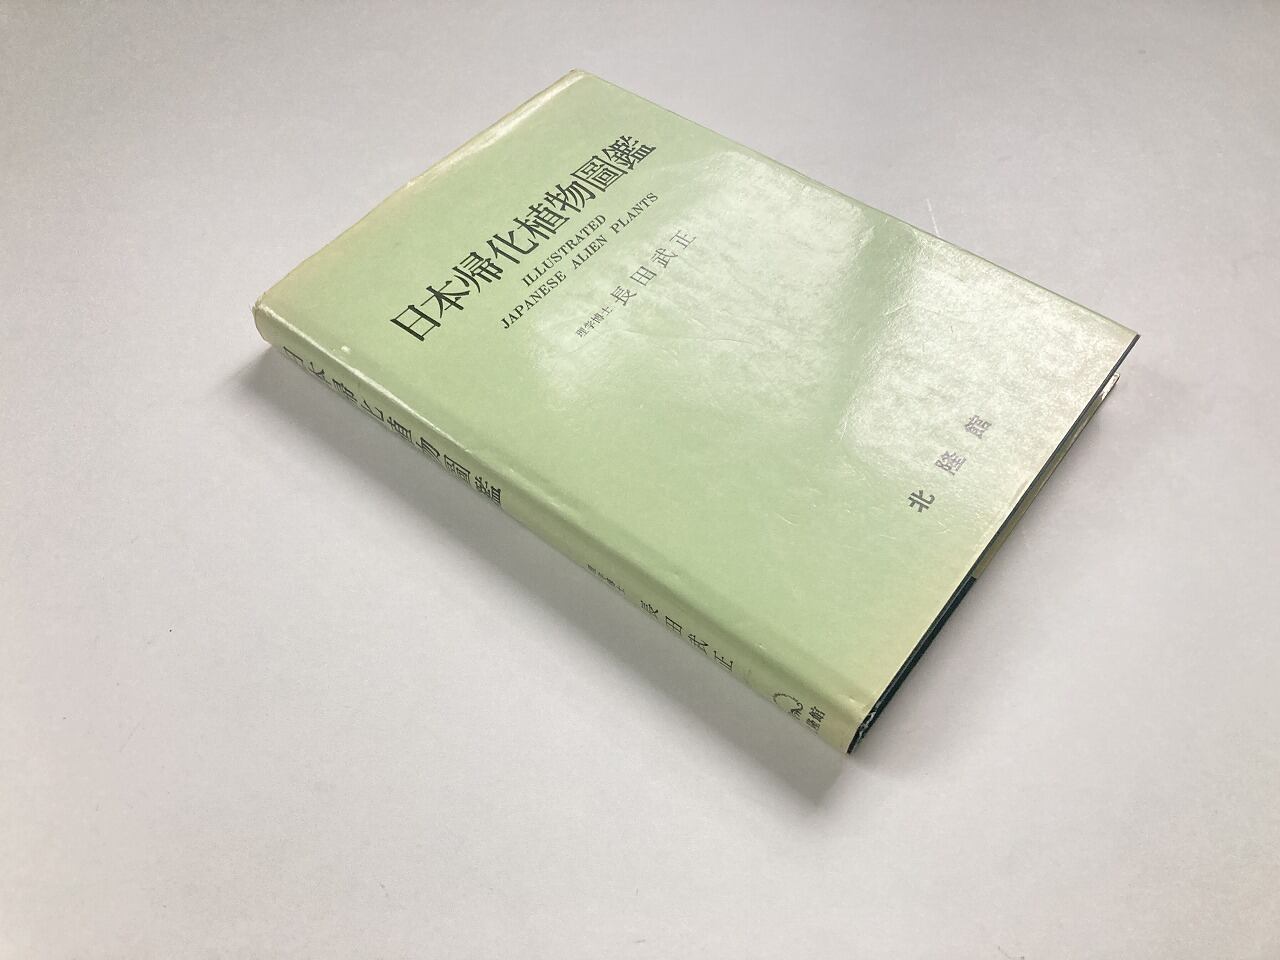 日本帰化植物圖鑑
ILLUSTRATED
JAPANESE ALIEN PLANTS
理学博士 長田武正
北隆館
日本帰化植物圖鑑
理学博士 長田武正
北隆館